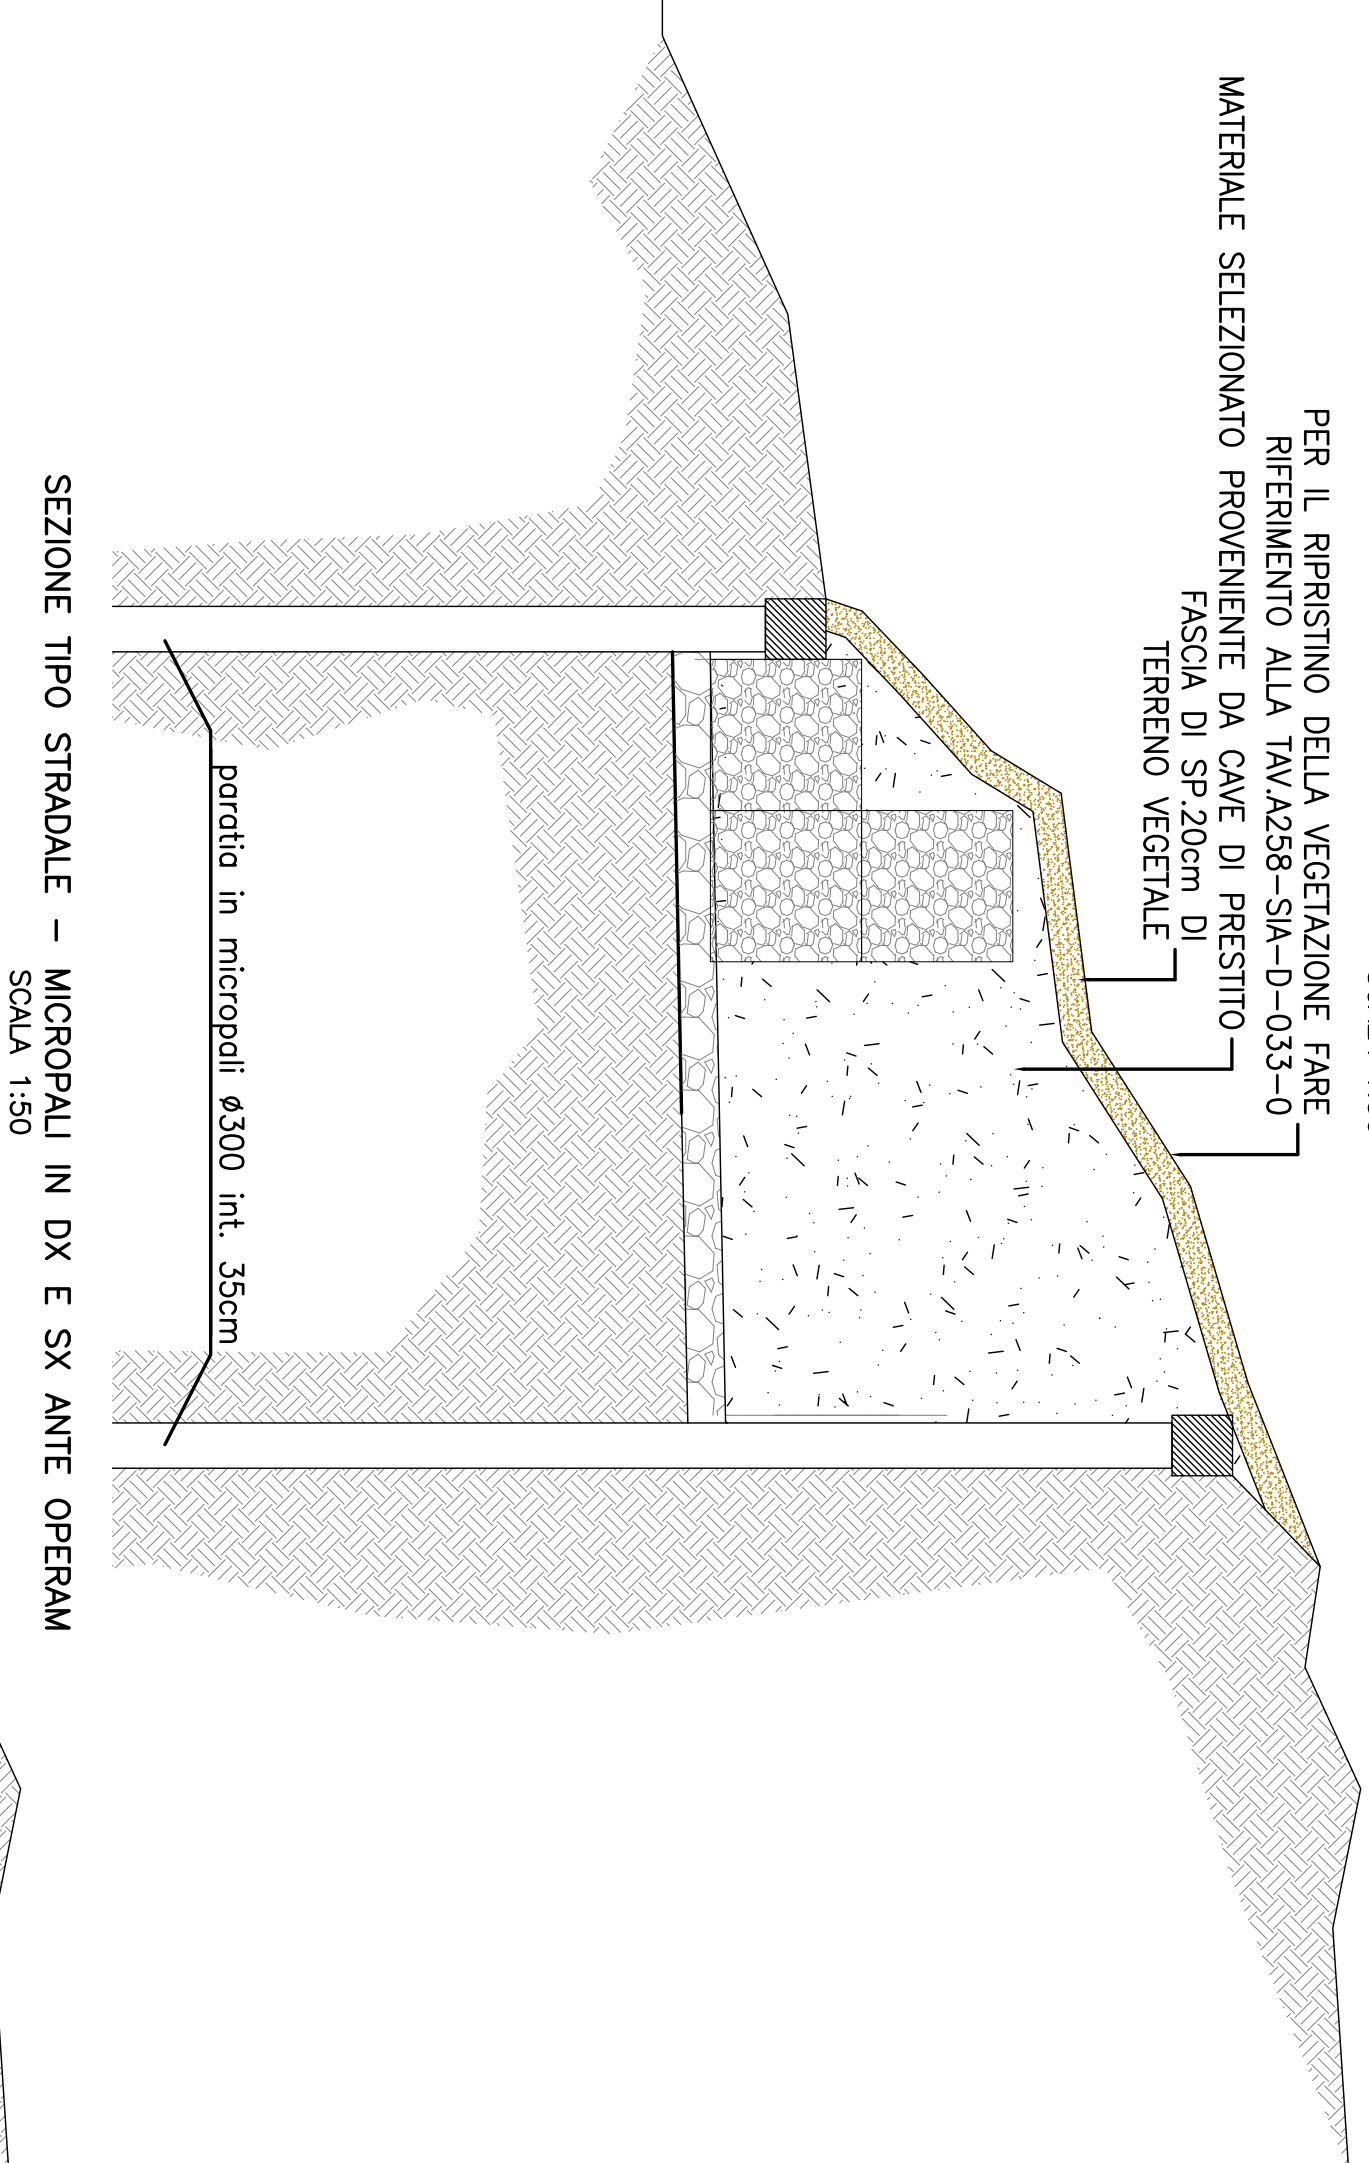 PER IL RIPRISTINO DELLA VEGETAZIONE FARE
RIFERIMENTO ALLA TAV.A258-SIA-D-033-0
MATERIALE SELEZIONATO PROVENIENTE DA CAVE DI PRESTITO
FASCIA DI SP.20cm DI
TERRENO VEGETALE
paratia in micropali ø300 int. 35cm
SEZIONE TIPO STRADALE - MICROPALI IN DX E SX ANTE OPERAM
SCALA 1:50